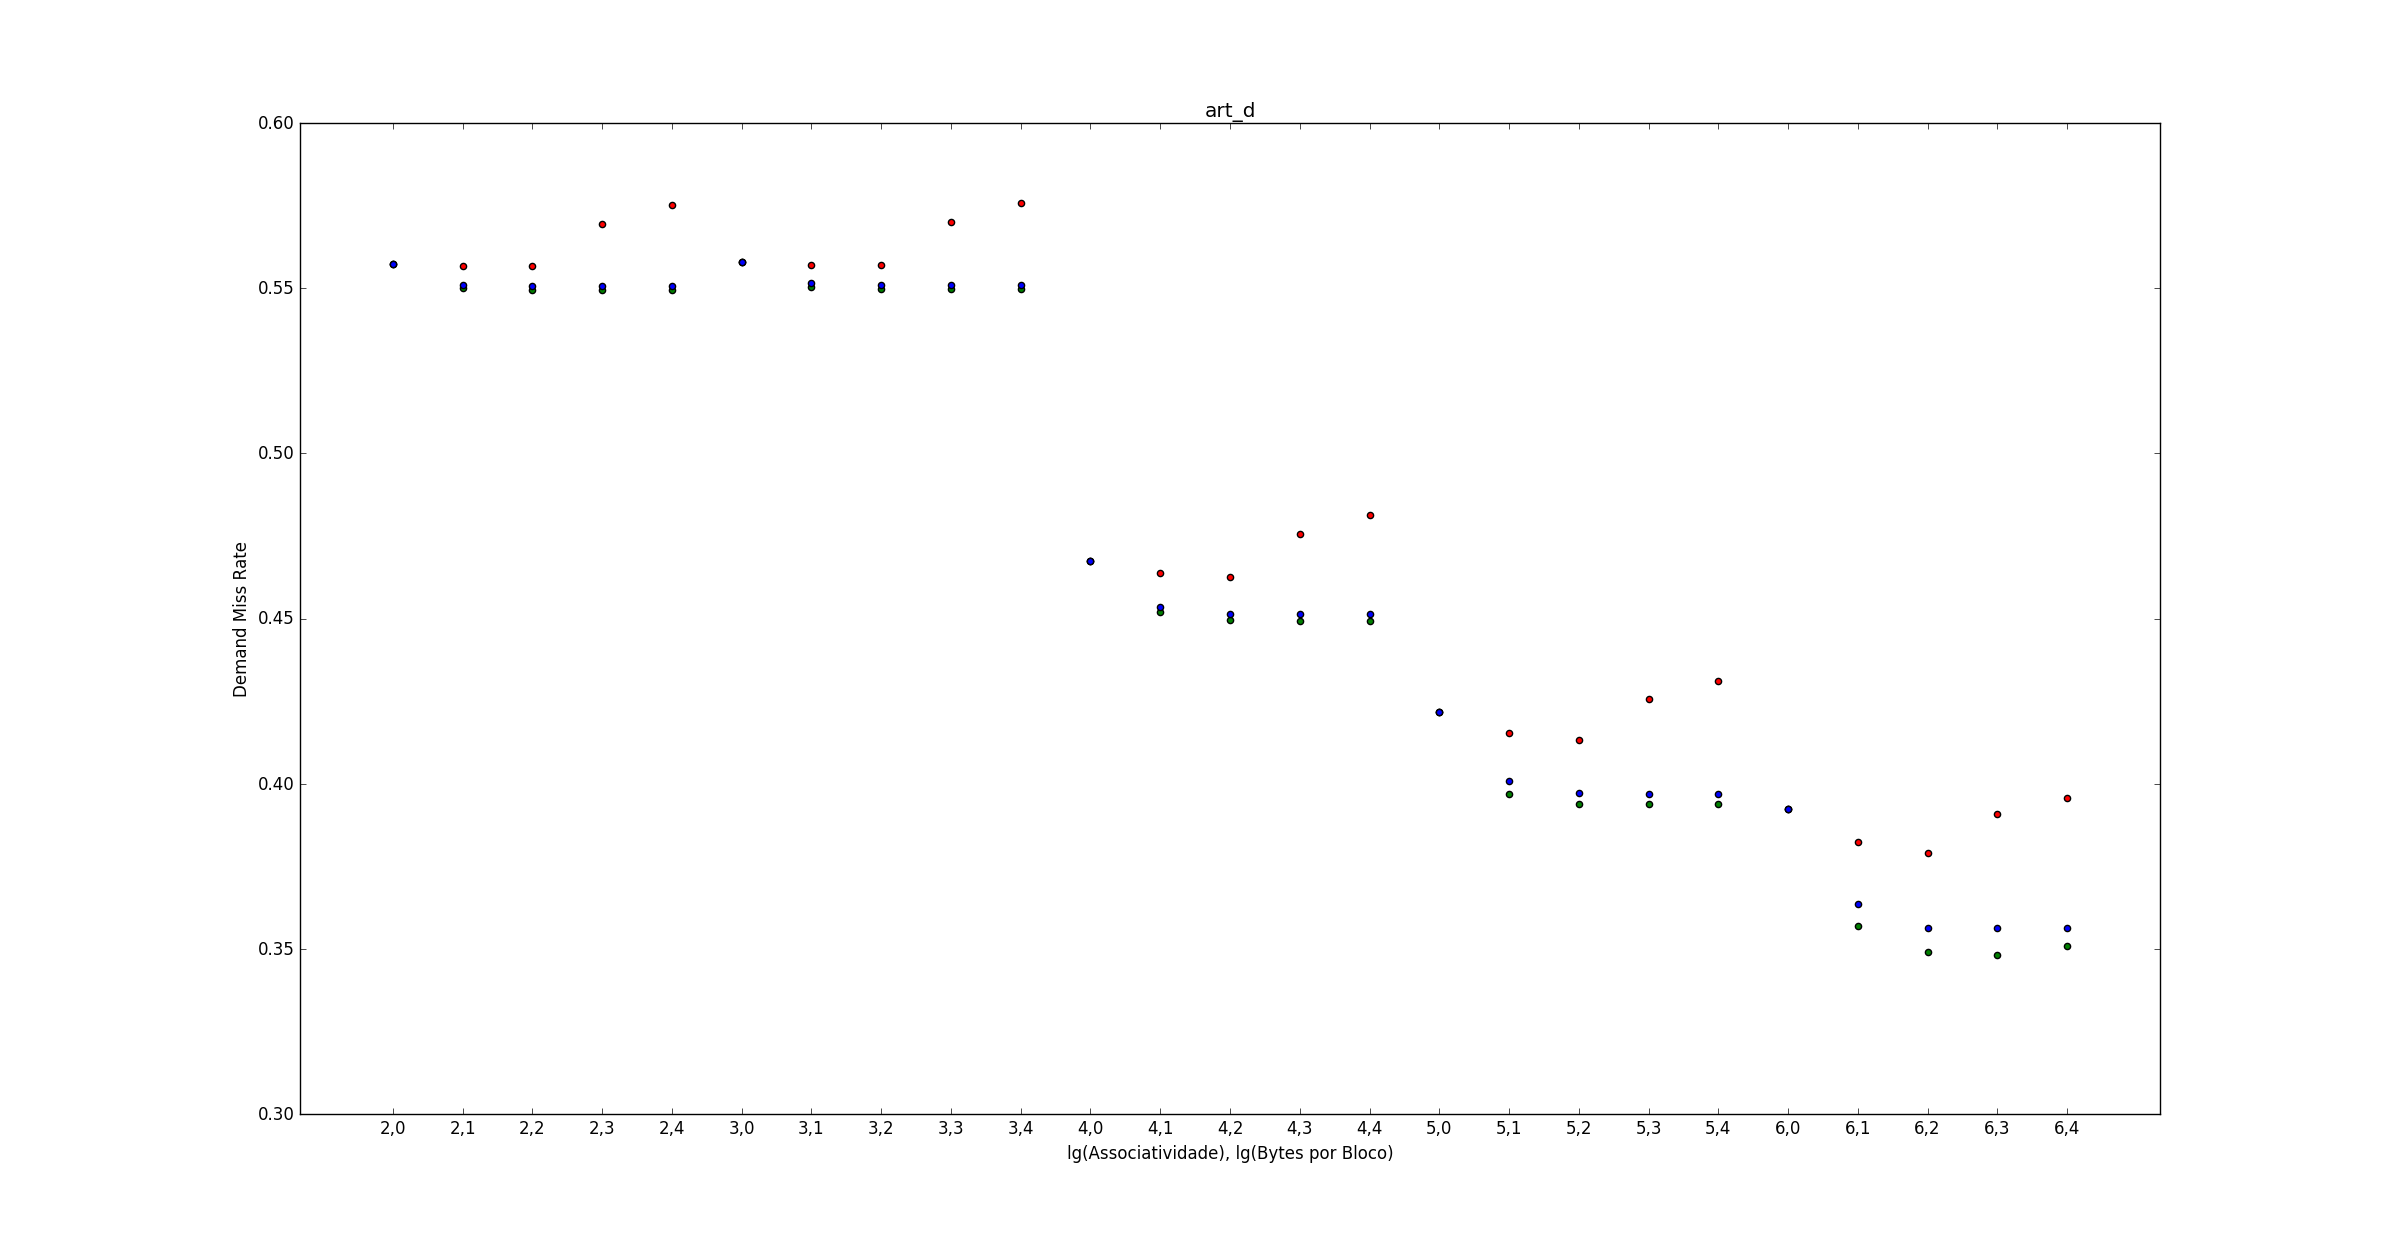 art_d
0.60
0.55
0.50
0.45
0.40
0.35
0.30
Demand Miss Rate
2,0 2,1 2,2 2,3 2,4 3,0 3,1 3,2 3,3 3,4 4,0 4,1 4,2 4,3 4,4 5,0 5,1 5,2 5,3 5,4 6,0 6,1 6,2 6,3 6,4
lg(Associatividade), lg(Bytes por Bloco)